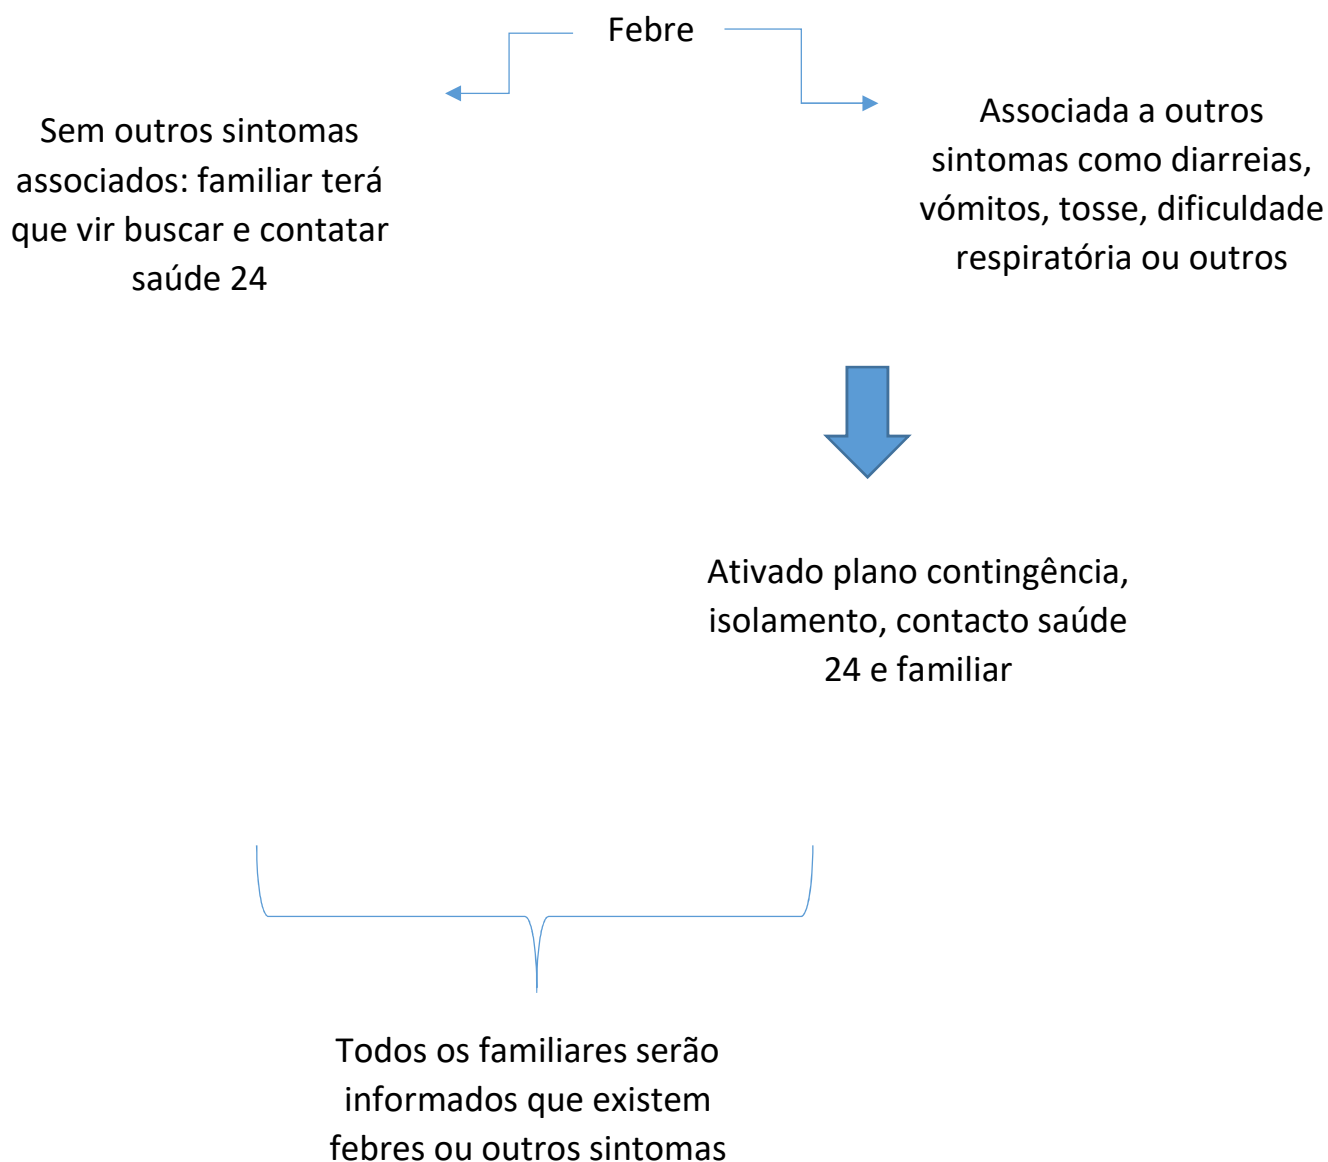 Febre
Sem outros sintomas
associados: familiar terá
que vir buscar e contatar
saúde 24
Associada a outros
sintomas como diarreias,
vómitos, tosse, dificuldade
respiratória ou outros
Ativado plano contingência,
isolamento, contacto saúde
24 e familiar
Todos os familiares serão
informados que existem
febres ou outros sintomas